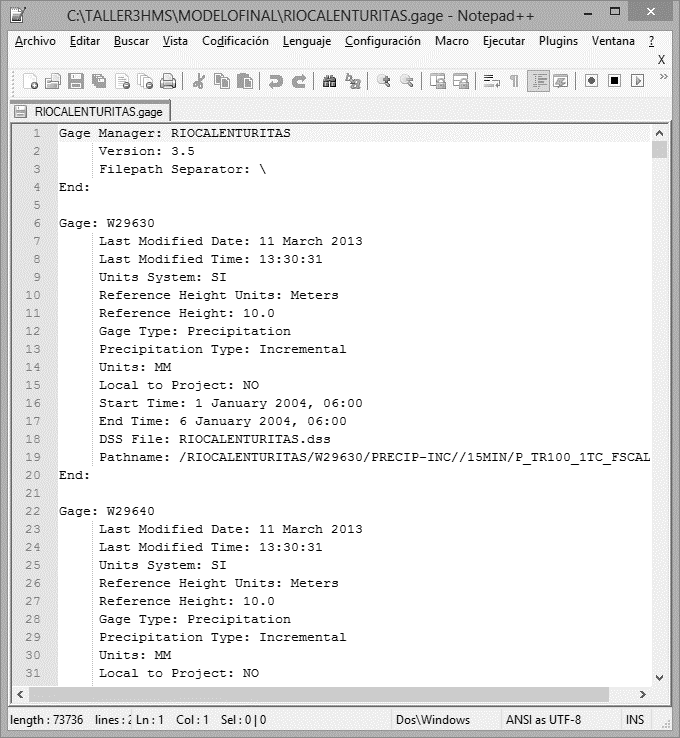 C:\TALLER3HMS\MODELOFINAL\RIOCALENTURITAS.gage - Notepad++
Archivo Editar Buscar Vista Codificación Lenguaje Configuración Macro Ejecutar Plugins Ventana ?
X
RIOCALENTURITAS.gage
1 Gage Manager: RIOCALENTURITAS
2 Version: 3.5
3 Filepath Separator: \
4 End:
5
6 Gage: W29630
7 Last Modified Date: 11 March 2013
8 Last Modified Time: 13:30:31
9 Units System: SI
10 Reference Height Units: Meters
11 Reference Height: 10.0
12 Gage Type: Precipitation
13 Precipitation Type: Incremental
14 Units: MM
15 Local to Project: NO
16 Start Time: 1 January 2004, 06:00
17 End Time: 6 January 2004, 06:00
18 DSS File: RIOCALENTURITAS.dss
19 Pathname: /RIOCALENTURITAS/W29630/PRECIP-INC//15MIN/P_TR100_1TC_FSCAL
20 End:
21
22 Gage: W29640
23 Last Modified Date: 11 March 2013
24 Last Modified Time: 13:30:31
25 Units System: SI
26 Reference Height Units: Meters
27 Reference Height: 10.0
28 Gage Type: Precipitation
29 Precipitation Type: Incremental
30 Units: MM
31 Local to Project: NO
length : 73736 lines : Ln : 1 Col : 1 Sel : 0 | 0 Dos\Windows ANSI as UTF-8 INS